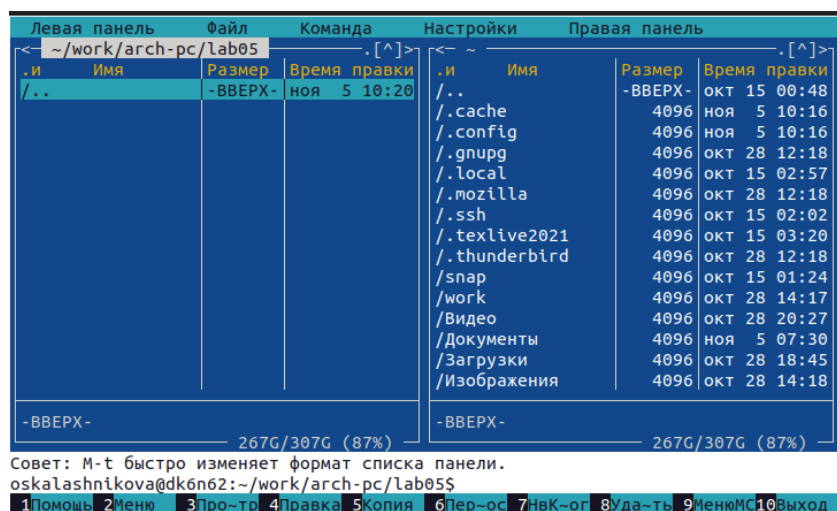 Левая панель Файл Команда Настройки Правая панель
<─ ~/work/arch-pc/lab05 .[^]> <─ ~ .[^]>
.и Имя Размер Время правки .и Имя Размер Время правки
/.. -ВВЕРХ- ноя 5 10:20 /.. -ВВЕРХ- окт 15 00:48
/.cache 4096 ноя 5 10:16
/.config 4096 ноя 5 10:16
/.gnupg 4096 окт 28 12:18
/.local 4096 окт 15 02:57
/.mozilla 4096 окт 28 12:18
/.ssh 4096 окт 15 02:02
/.texlive2021 4096 окт 15 03:20
/.thunderbird 4096 окт 28 12:18
/snap 4096 окт 15 01:24
/work 4096 окт 28 14:17
/Видео 4096 окт 28 20:27
/Документы 4096 ноя 5 07:30
/Загрузки 4096 окт 28 18:45
/Изображения 4096 окт 28 14:18
-ВВЕРХ- -ВВЕРХ-
267G/307G (87%) 267G/307G (87%)
Совет: M-t быстро изменяет формат списка панели.
oskalashnikova@dk6n62:~/work/arch-pc/lab05$
1Помощь 2Меню 3Про~тр 4Правка 5Копия 6Пер~ос 7НвК~ог 8Уда~ть 9МенюMC 10Выход